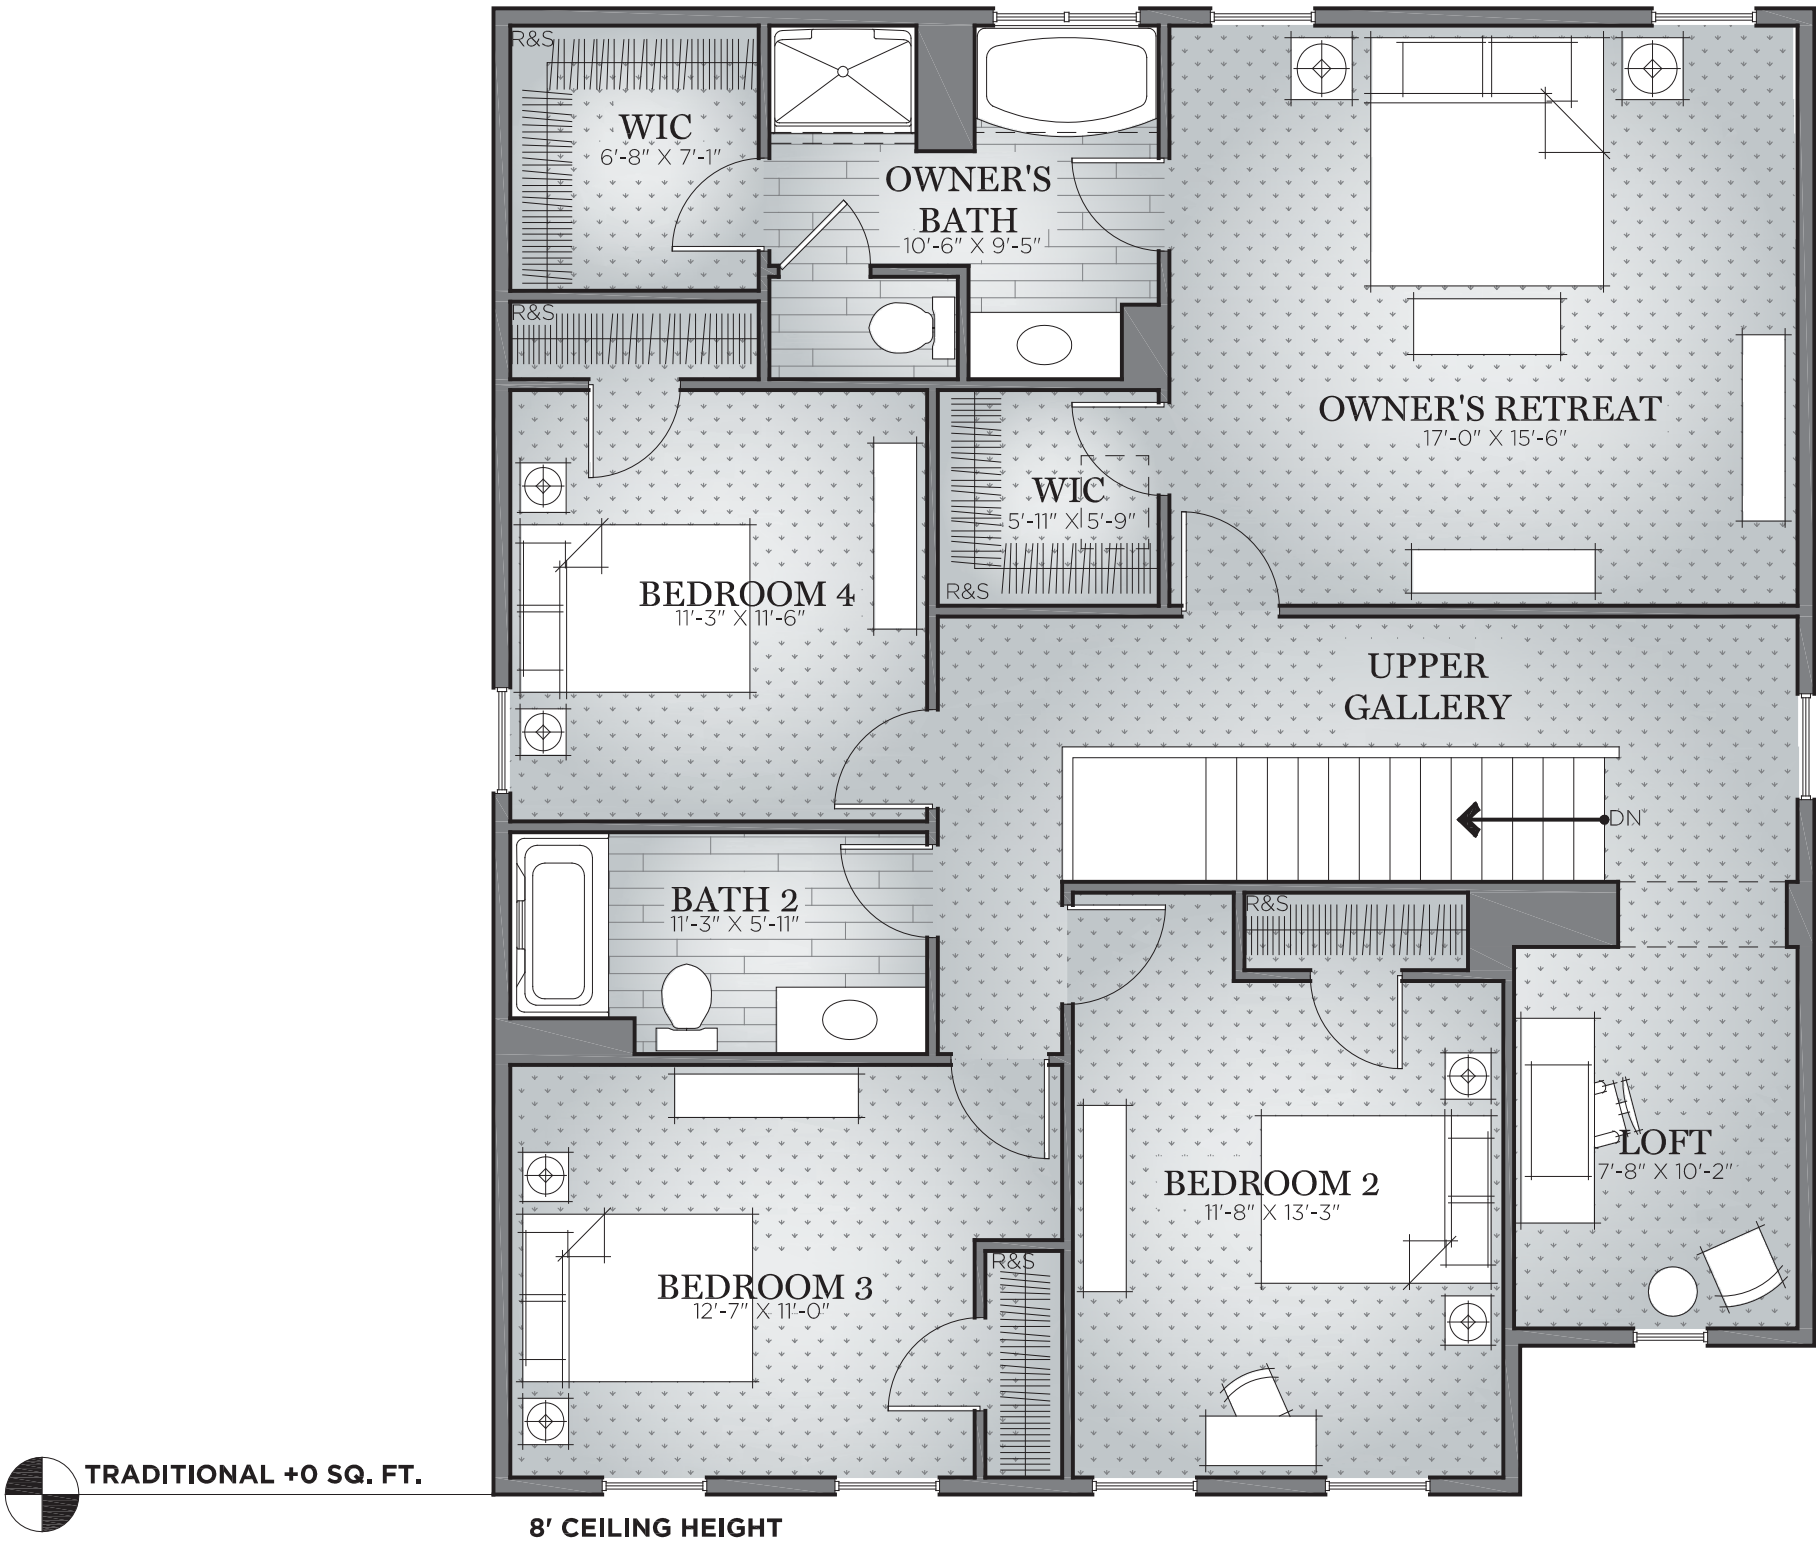 R&S
WIC
6'-8" X 7'-1"
OWNER'S
BATH
10'-6" X 9'-5"
R&S
OWNER'S RETREAT
17'-0" X 15'-6"
WIC
5'-11" X 5'-9"
R&S
BEDROOM 4
11'-3" X 11'-6"
UPPER
GALLERY
DN
BATH 2
11'-3" X 5'-11"
R&S
LOFT
7'-8" X 10'-2"
BEDROOM 2
11'-8" X 13'-3"
R&S
BEDROOM 3
12'-7" X 11'-0"
TRADITIONAL +0 SQ. FT.
8' CEILING HEIGHT